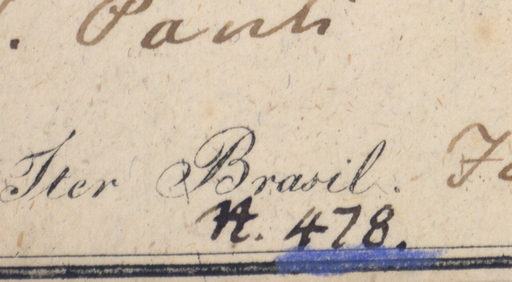 . Pauli
Iter Brasil.
N. 478.